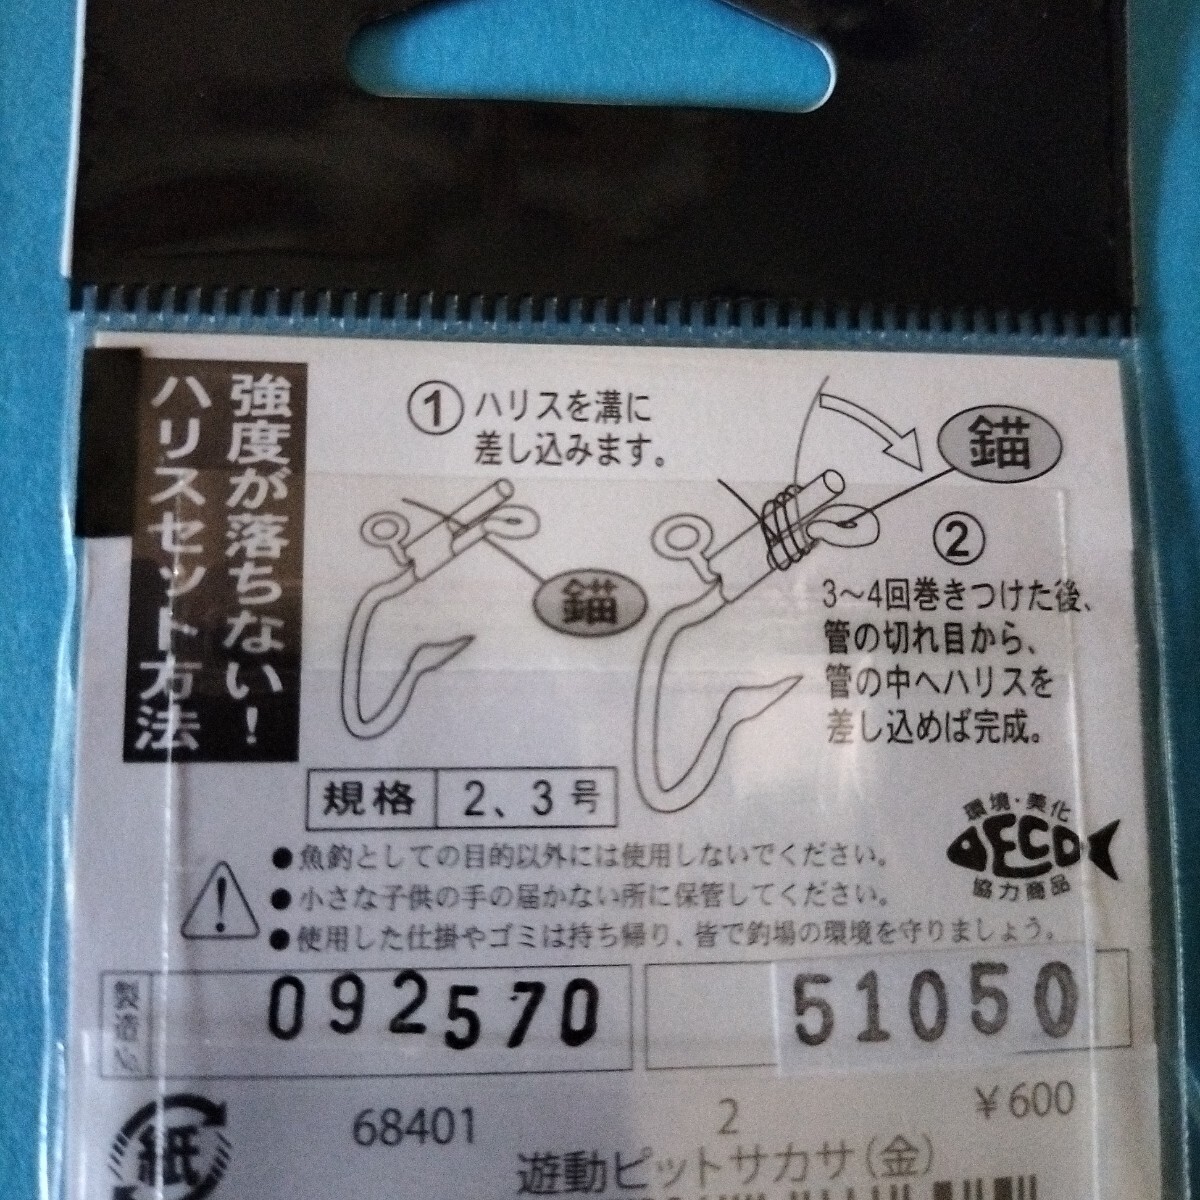 強度が落ちない！
ハリスセット方法
①ハリスを溝に
差し込みます。
錨
錨
②
3〜4回巻きつけた後、
管の切れ目から、
管の中へハリスを
差し込めば完成。
規格 2、3号
環境・美化
ECO
協力商品
●魚釣としての目的以外には使用しないでください。
●小さな子供の手の届かない所に保管してください。
●使用した仕掛やゴミは持ち帰り、皆で釣場の環境を守りましょう。
092570
51050
紙
68401 2 ¥600
遊動ピットサカサ(金)